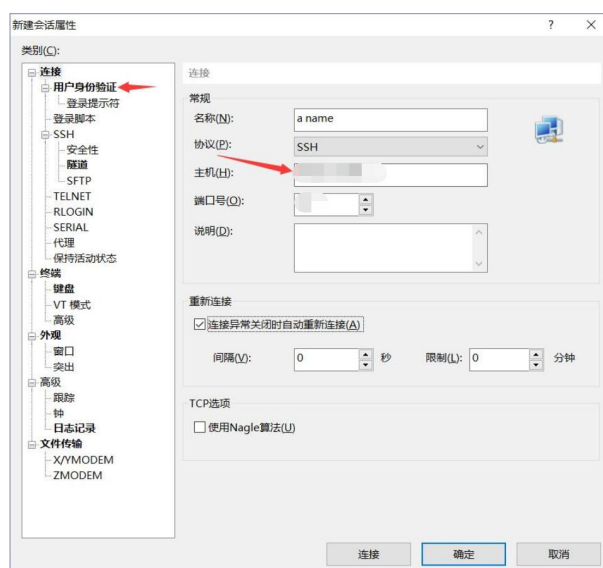 新建会话属性
? ×
类别(C):
连接
用户身份验证
登录提示符
登录脚本
SSH
安全性
隧道
SFTP
TELNET
RLOGIN
SERIAL
代理
保持活动状态
终端
键盘
VT 模式
高级
外观
窗口
突出
高级
跟踪
钟
日志记录
文件传输
X/YMODEM
ZMODEM
连接
常规
名称(N): a name
协议(P): SSH
主机(H):
端口号(O):
说明(D):
重新连接
连接异常关闭时自动重新连接(A)
间隔(V): 0 秒 限制(L): 0 分钟
TCP选项
使用Nagle算法(U)
连接 确定 取消